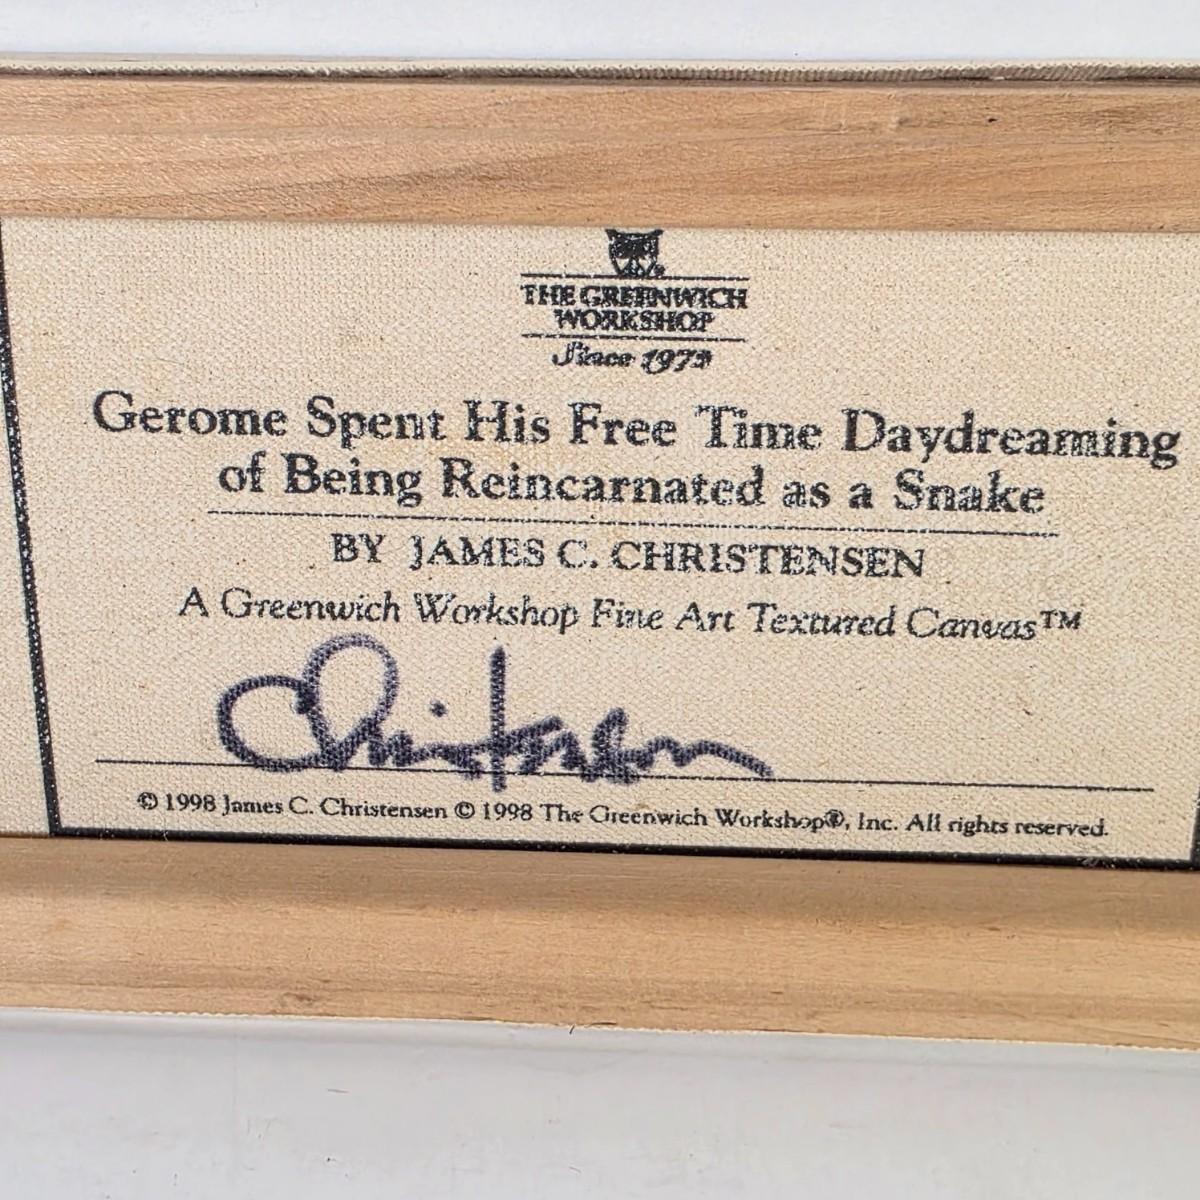 THE GREENWICH
WORKSHOP
Since 1972
Gerome Spent His Free Time Daydreaming
of Being Reincarnated as a Snake
BY JAMES C. CHRISTENSEN
A Greenwich Workshop Fine Art Textured Canvas™
Christensen
© 1998 James C. Christensen © 1998 The Greenwich Workshop®, Inc. All rights reserved.